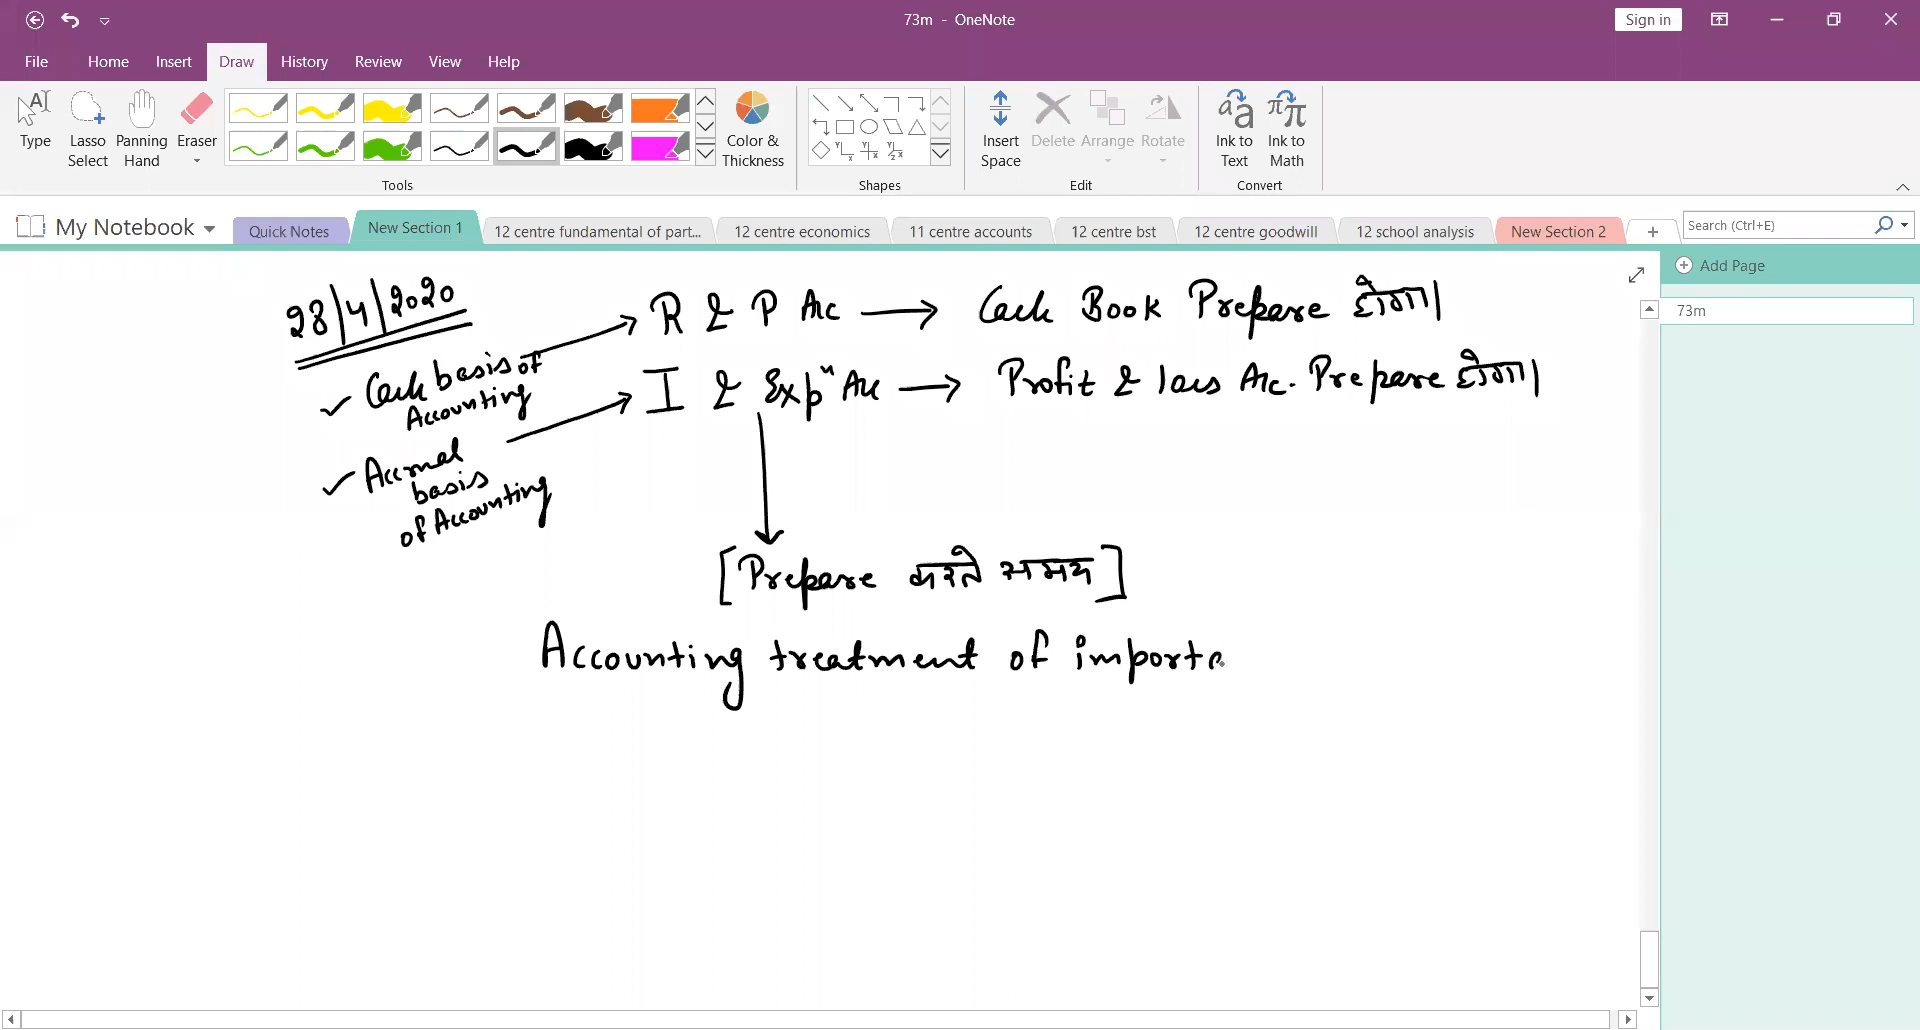 73m - OneNote
Sign in
File Home Insert Draw History Review View Help
Type
Lasso Select
Panning Hand
Eraser
Color & Thickness
Insert Space
Delete
Arrange
Rotate
Ink to Text
Ink to Math
Tools Shapes Edit Convert
My Notebook
Quick Notes
New Section 1
12 centre fundamental of part...
12 centre economics
11 centre accounts
12 centre bst
12 centre goodwill
12 school analysis
New Section 2
Search (Ctrl+E)
Add Page
73m
28/4/2020
R & P A/c → Cash Book Prepare होगा।
✓ Cash basis of
Accounting
I & Expⁿ A/c → Profit & loss A/c. Prepare होगा।
✓ Accrual
basis
of Accounting
[Prepare करते समय]
Accounting treatment of importa